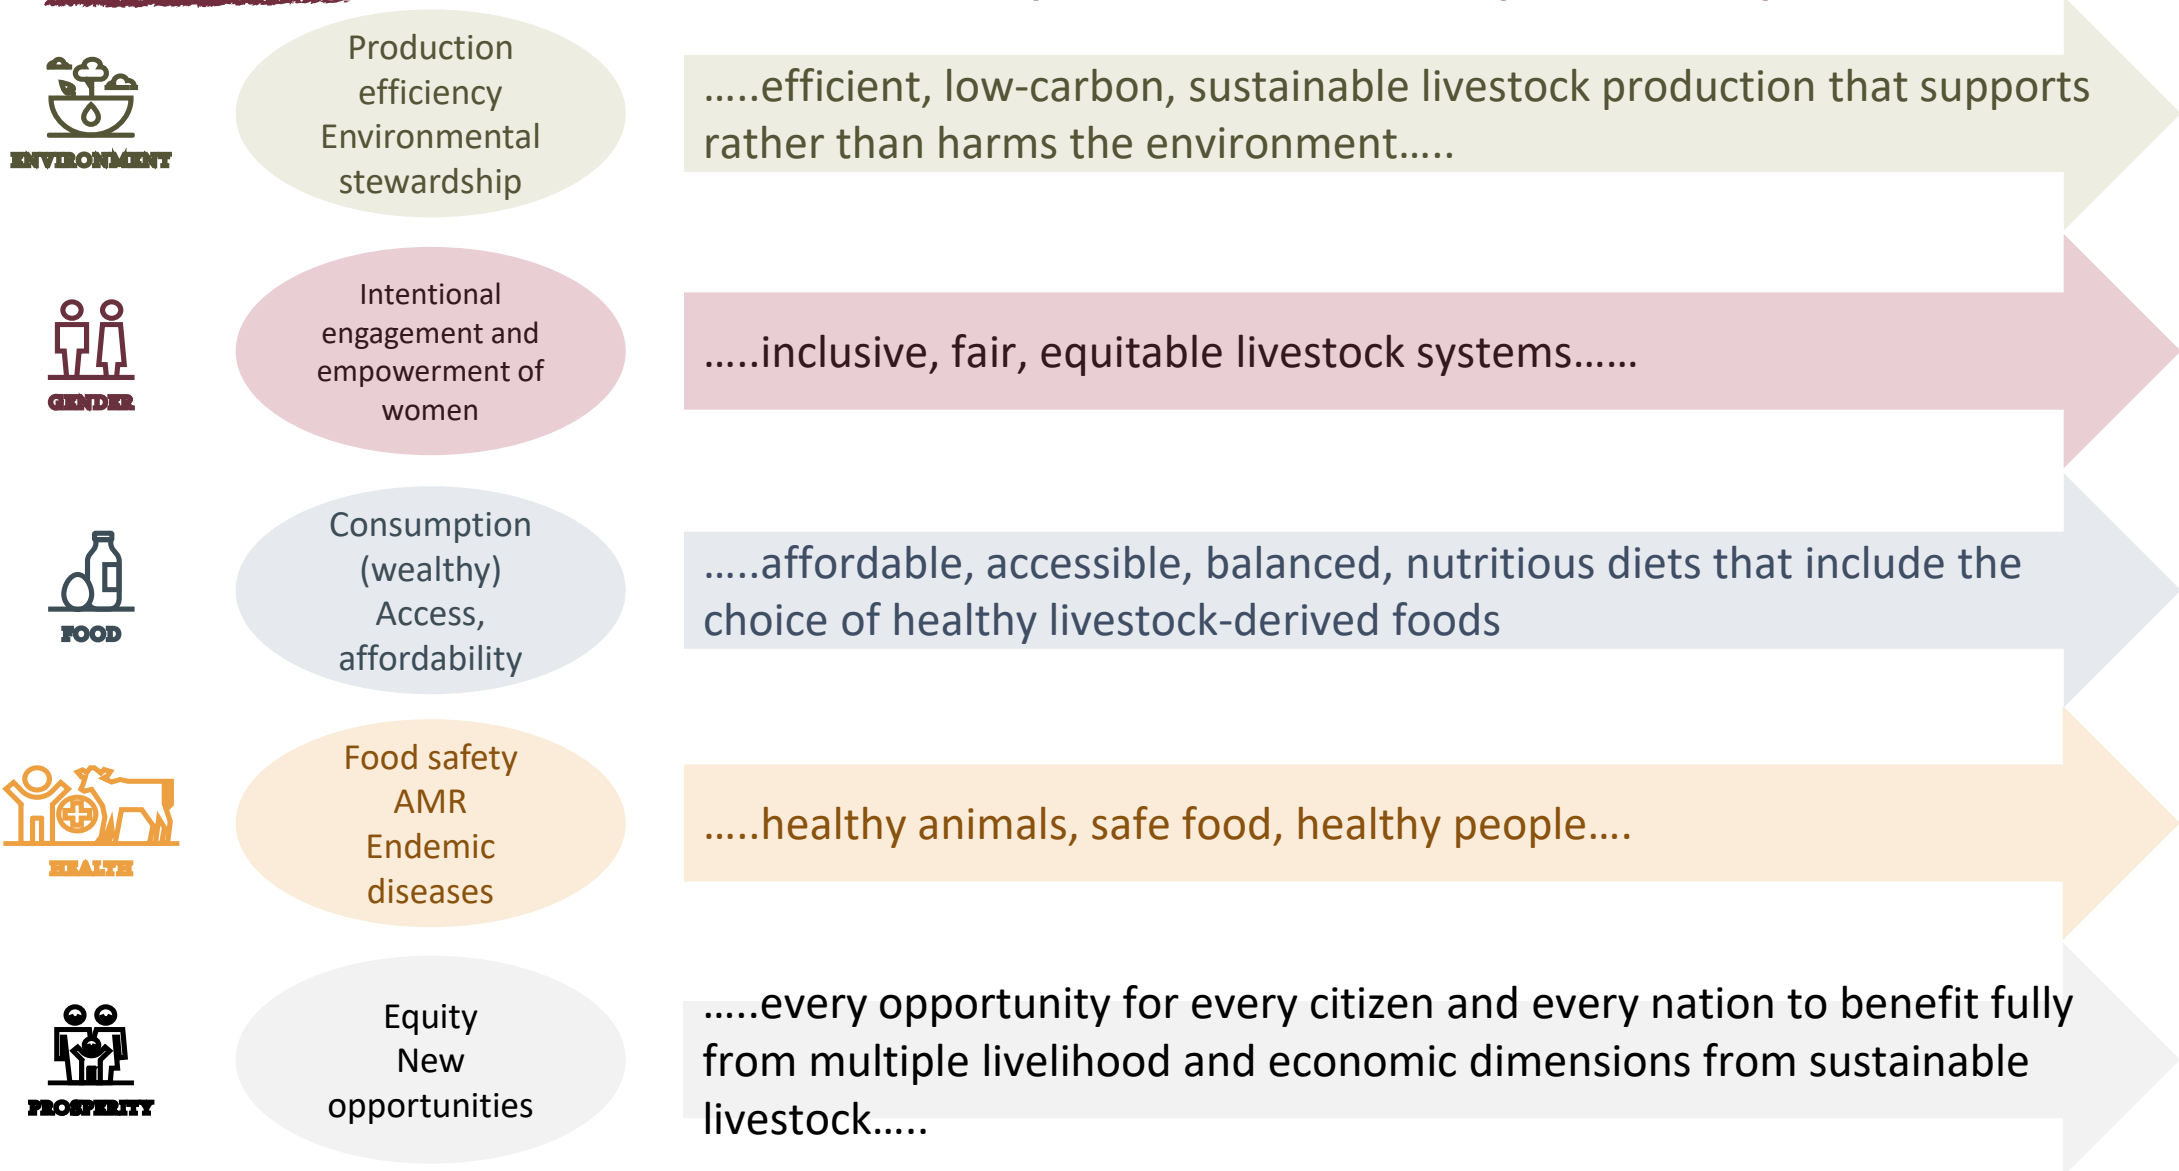 ENVIRONMENT
Production
efficiency
Environmental
stewardship
.....efficient, low-carbon, sustainable livestock production that supports
rather than harms the environment.....
GENDER
Intentional
engagement and
empowerment of
women
.....inclusive, fair, equitable livestock systems......
FOOD
Consumption
(wealthy)
Access,
affordability
.....affordable, accessible, balanced, nutritious diets that include the
choice of healthy livestock-derived foods
HEALTH
Food safety
AMR
Endemic
diseases
.....healthy animals, safe food, healthy people....
PROSPERITY
Equity
New
opportunities
.....every opportunity for every citizen and every nation to benefit fully
from multiple livelihood and economic dimensions from sustainable
livestock.....